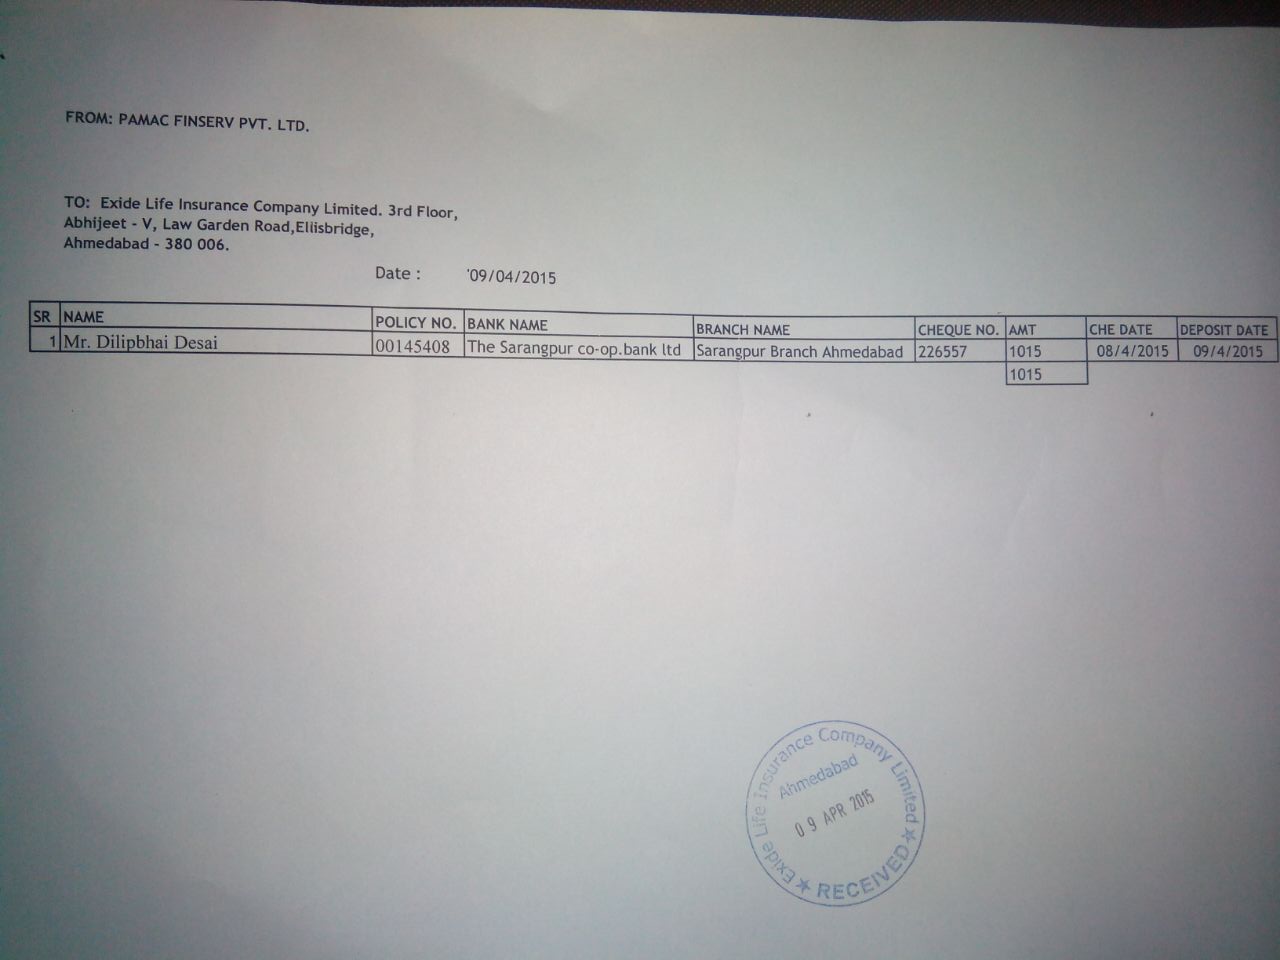 FROM: PAMAC FINSERV PVT. LTD.
TO: Exide Life Insurance Company Limited. 3rd Floor,
Abhijeet - V, Law Garden Road,Ellisbridge,
Ahmedabad - 380 006.
Date : '09/04/2015
SR NAME POLICY NO. BANK NAME BRANCH NAME CHEQUE NO. AMT CHE DATE DEPOSIT DATE
1 Mr. Dilipbhai Desai 00145408 The Sarangpur co-op.bank ltd Sarangpur Branch Ahmedabad 226557 1015 08/4/2015 09/4/2015
1015
Exide Life Insurance Company Limited
Ahmedabad
09 APR 2015
★ RECEIVED ★